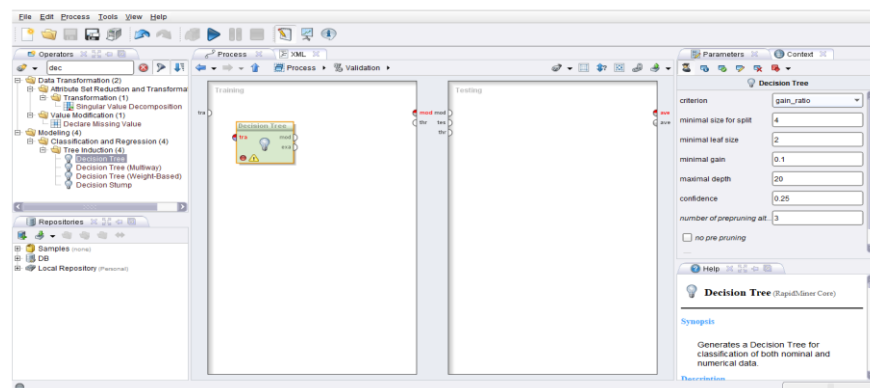 File Edit Process Tools View Help
Operators
Process
XML
Parameters
Context
dec
Process
Validation
Data Transformation (2)
Attribute Set Reduction and Transforma
Transformation (1)
Singular Value Decomposition
Value Modification (1)
Declare Missing Value
Modeling (4)
Classification and Regression (4)
Tree Induction (4)
Decision Tree
Decision Tree (Multiway)
Decision Tree (Weight-Based)
Decision Stump
Repositories
Samples (none)
DB
Local Repository (Personal)
Training
tra
Decision Tree
tra
mod
exa
mod
thr
Testing
mod
tes
thr
ave
ave
Decision Tree
criterion
gain_ratio
minimal size for split
4
minimal leaf size
2
minimal gain
0.1
maximal depth
20
confidence
0.25
number of prepruning alt...
3
no pre pruning
Help
Decision Tree (RapidMiner Core)
Synopsis
Generates a Decision Tree for
classification of both nominal and
numerical data.
Description